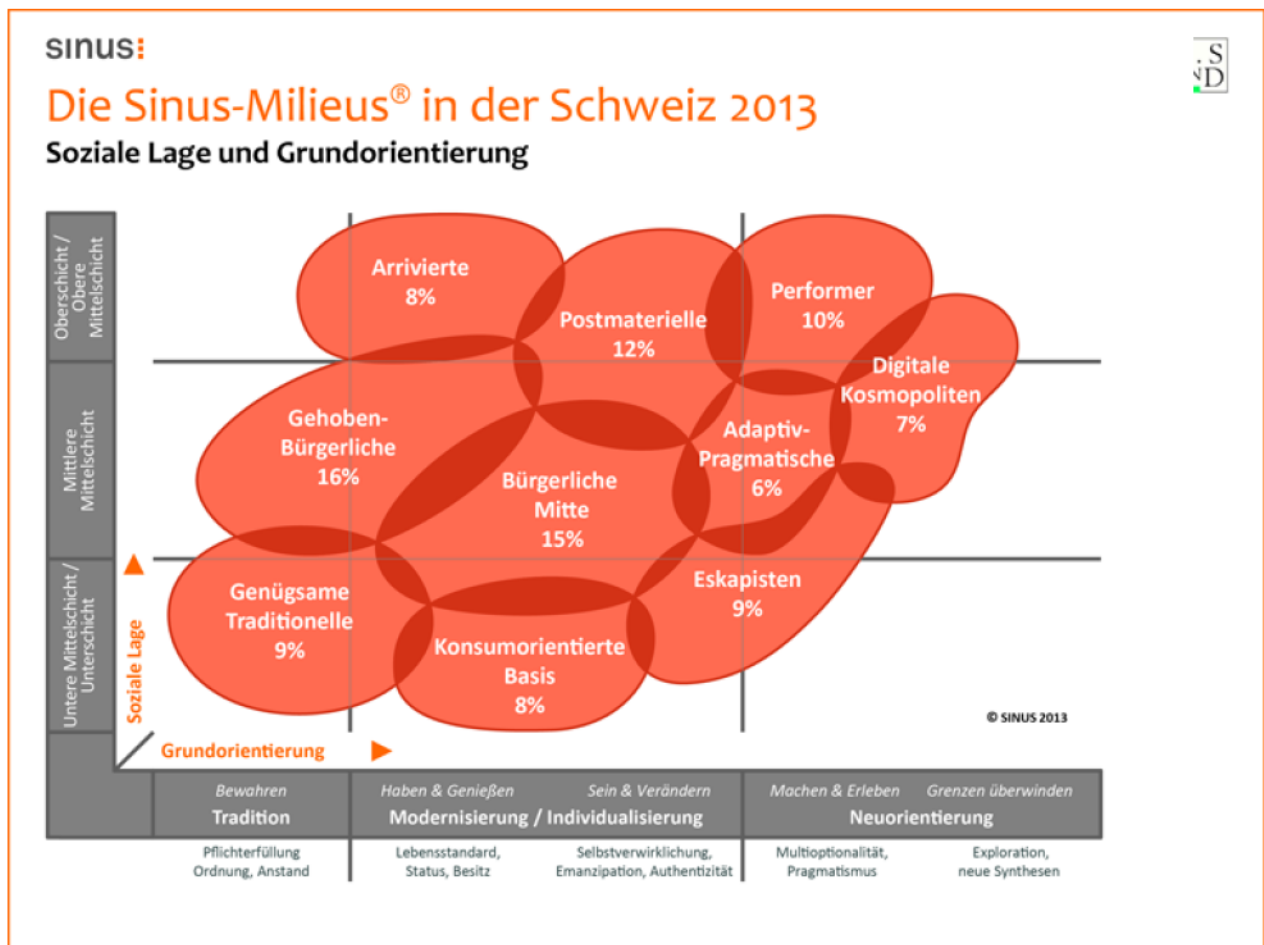 sinus
Die Sinus-Milieus® in der Schweiz 2013
Soziale Lage und Grundorientierung
. S
D
Oberschicht /
Obere
Mittelschicht
Mittlere
Mittelschicht
Untere Mittelschicht /
Unterschicht
Soziale Lage
Arrivierte
8%
Postmaterielle
12%
Performer
10%
Digitale
Kosmopoliten
7%
Gehoben-
Bürgerliche
16%
Bürgerliche
Mitte
15%
Adaptiv-
Pragmatische
6%
Genügsame
Traditionelle
9%
Konsumorientierte
Basis
8%
Eskapisten
9%
© SINUS 2013
Grundorientierung
Bewahren
Tradition
Haben & Genießen
Sein & Verändern
Modernisierung / Individualisierung
Machen & Erleben
Grenzen überwinden
Neuorientierung
Pflichterfüllung
Ordnung, Anstand
Lebensstandard,
Status, Besitz
Selbstverwirklichung,
Emanzipation, Authentizität
Multioptionalität,
Pragmatismus
Exploration,
neue Synthesen